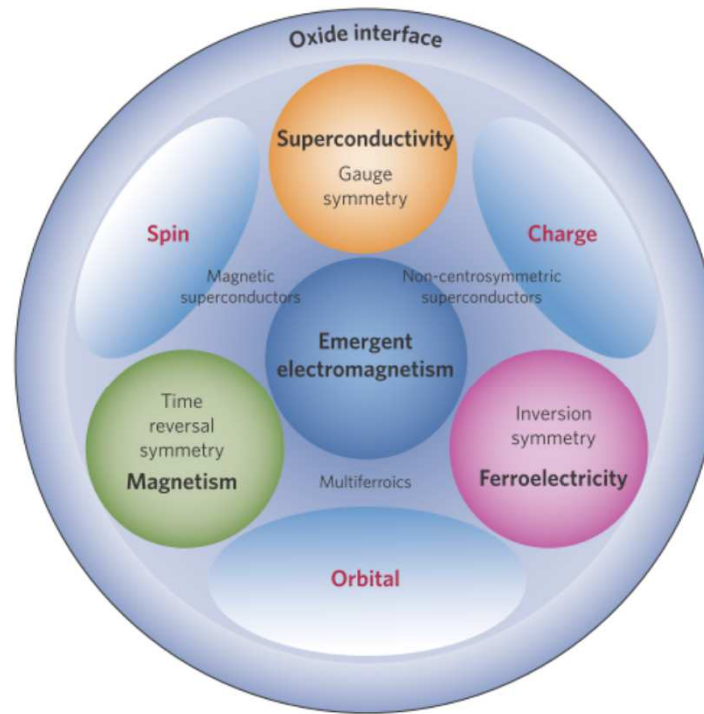 Oxide interface
Superconductivity
Gauge
symmetry
Spin
Charge
Magnetic
superconductors
Non-centrosymmetric
superconductors
Emergent
electromagnetism
Time
reversal
symmetry
Magnetism
Inversion
symmetry
Ferroelectricity
Multiferroics
Orbital